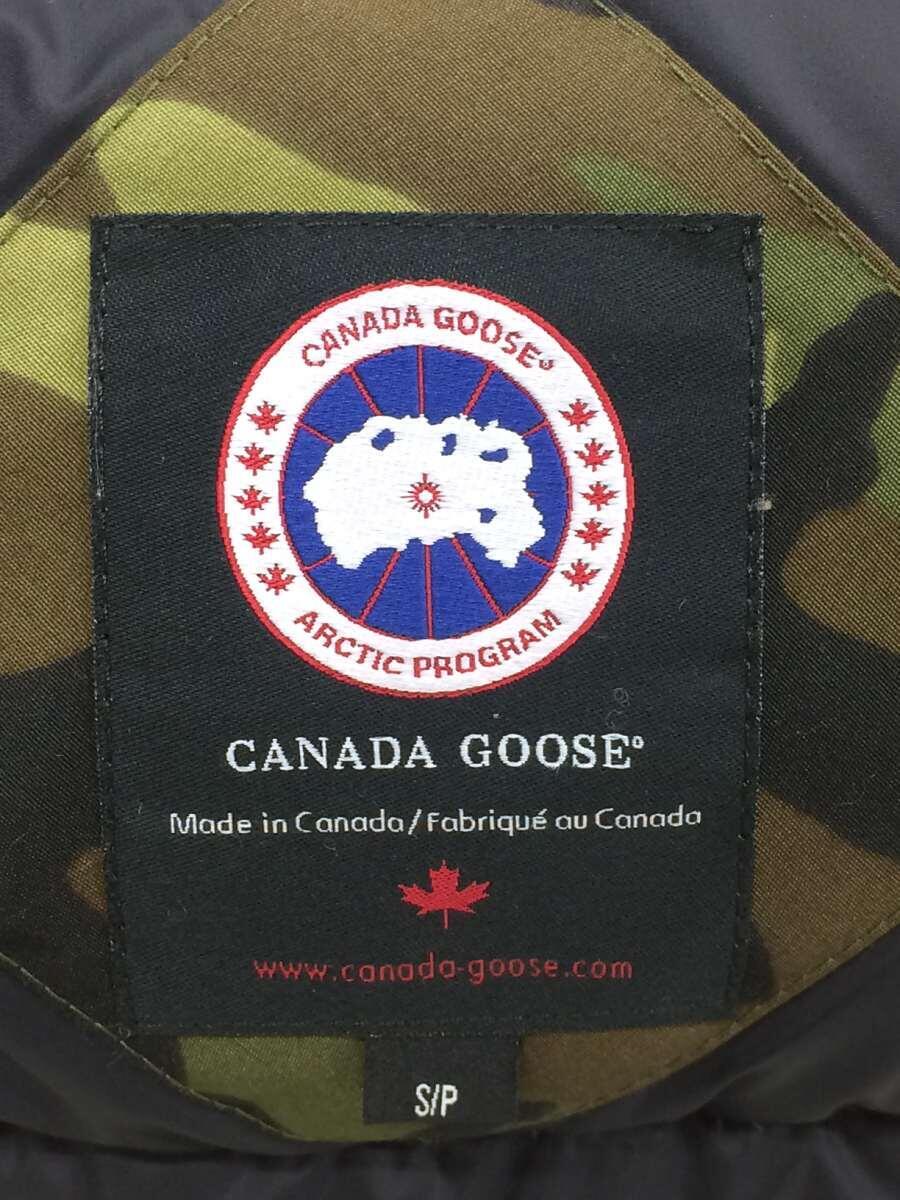 CANADA GOOSE
ARCTIC PROGRAM
CANADA GOOSE
Made in Canada/Fabriqué au Canada
www.canada-goose.com
S/P